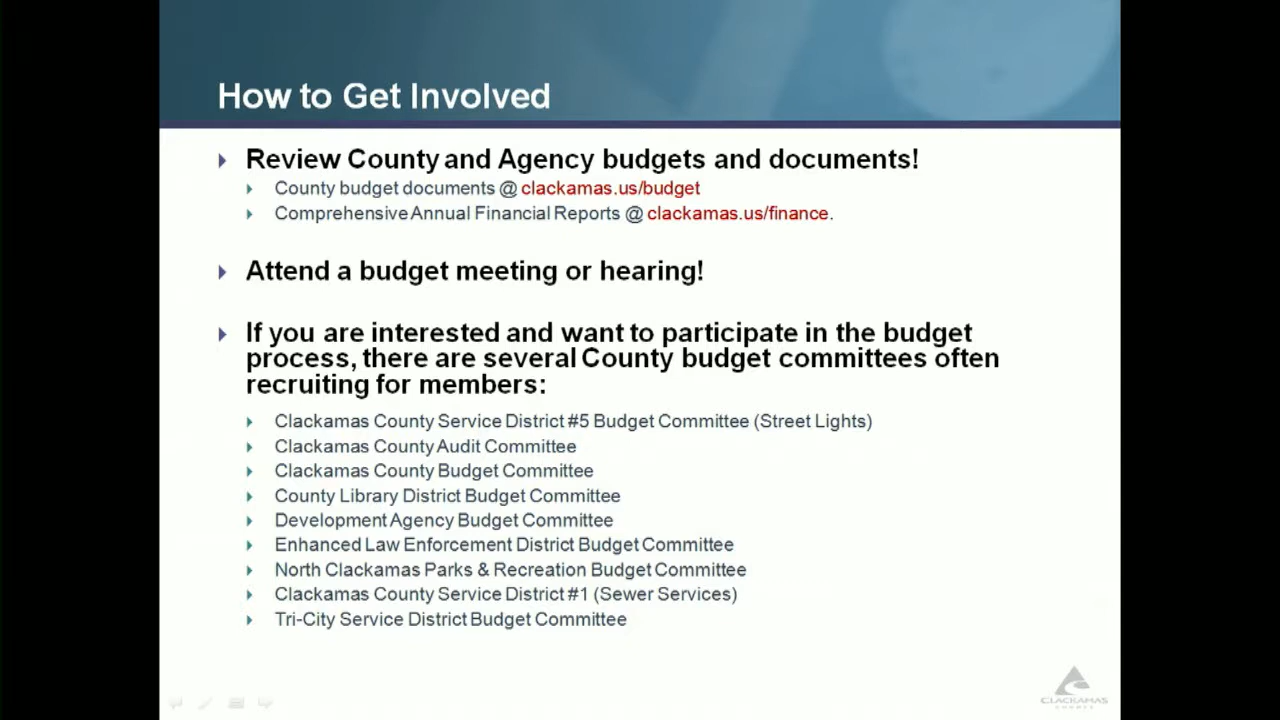 How to Get Involved
Review County and Agency budgets and documents!
County budget documents @ clackamas.us/budget
Comprehensive Annual Financial Reports @ clackamas.us/finance.
Attend a budget meeting or hearing!
If you are interested and want to participate in the budget
process, there are several County budget committees often
recruiting for members:
Clackamas County Service District #5 Budget Committee (Street Lights)
Clackamas County Audit Committee
Clackamas County Budget Committee
County Library District Budget Committee
Development Agency Budget Committee
Enhanced Law Enforcement District Budget Committee
North Clackamas Parks & Recreation Budget Committee
Clackamas County Service District #1 (Sewer Services)
Tri-City Service District Budget Committee
CLACKAMAS
COUNTY